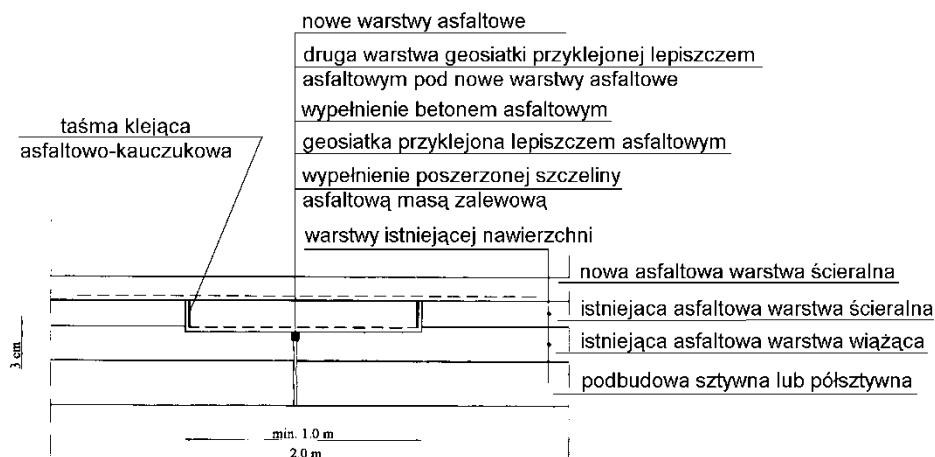 nowe warstwy asfaltowe
druga warstwa geosiatki przyklejonej lepiszczem
asfaltowym pod nowe warstwy asfaltowe
wypełnienie betonem asfaltowym
taśma klejąca
asfaltowo-kauczukowa
geosiatka przyklejona lepiszczem asfaltowym
wypełnienie poszerzonej szczeliny
asfaltową masą zalewową
warstwy istniejącej nawierzchni
nowa asfaltowa warstwa ścieralna
istniejaca asfaltowa warstwa ścieralna
istniejąca asfaltowa warstwa wiążąca
podbudowa sztywna lub półsztywna
3 cm
min. 1.0 m
2.0 m